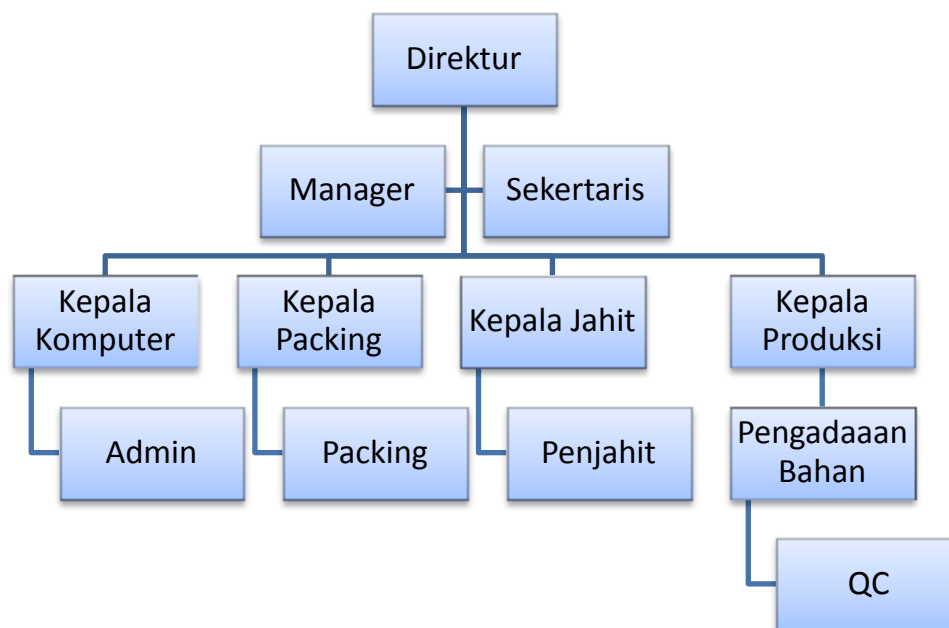 Direktur
Manager
Sekertaris
Kepala
Komputer
Kepala
Packing
Kepala Jahit
Kepala
Produksi
Admin
Packing
Penjahit
Pengadaaan
Bahan
QC